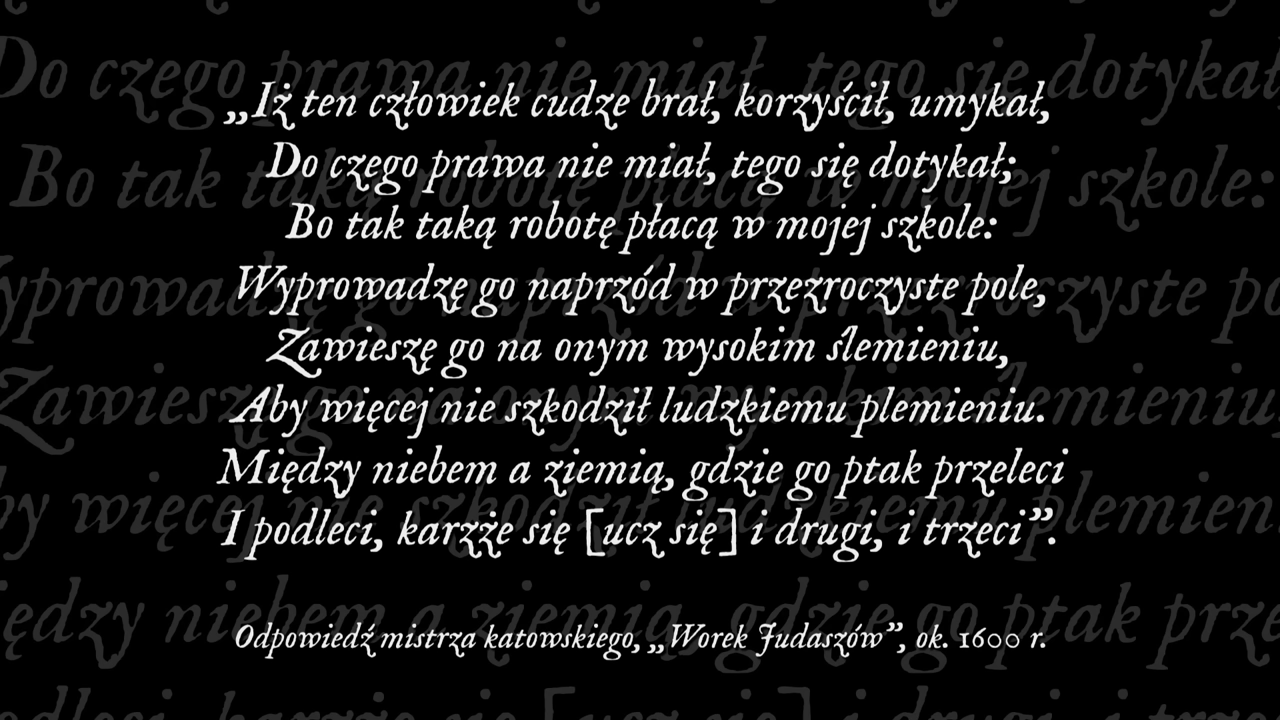 „Iż ten człowiek cudze brał, korzyścił, umykał,
Do czego prawa nie miał, tego się dotykał;
Bo tak taką robotę płacą w mojej szkole:
Wyprowadzę go naprzód w przezroczyste pole,
Zawieszę go na onym wysokim ślemieniu,
Aby więcej nie szkodził ludzkiemu plemieniu.
Między niebem a ziemią, gdzie go ptak przeleci
I podleci, karzże się [ucz się] i drugi, i trzeci”.
Odpowiedź mistrza katowskiego, „Worek Judaszów”, ok. 1600 r.